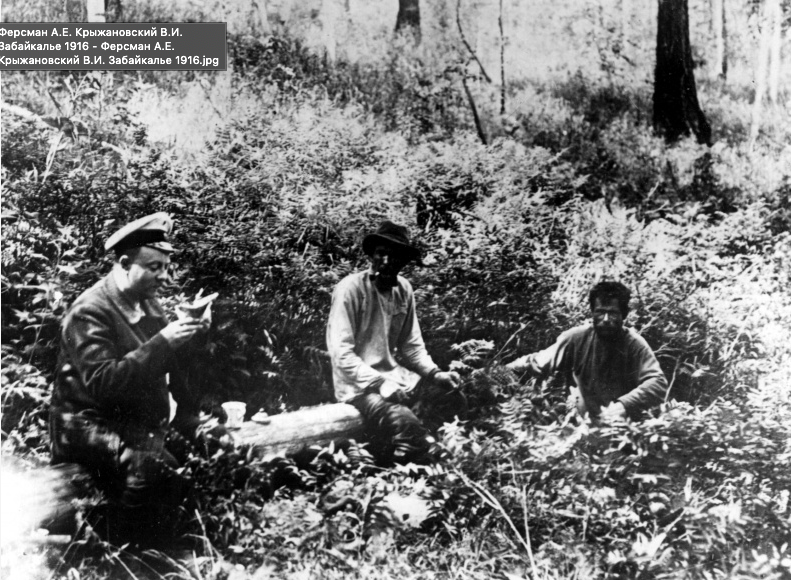 Ферсман А.Е. Крыжановский В.И.
Забайкалье 1916 - Ферсман А.Е.
Крыжановский В.И. Забайкалье 1916.jpg